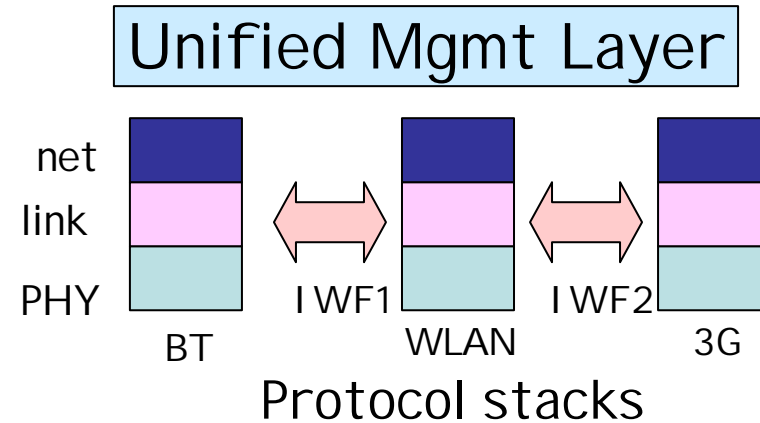 Unified Mgmt Layer
net
link
PHY
IWF1
IWF2
BT
WLAN
3G
Protocol stacks